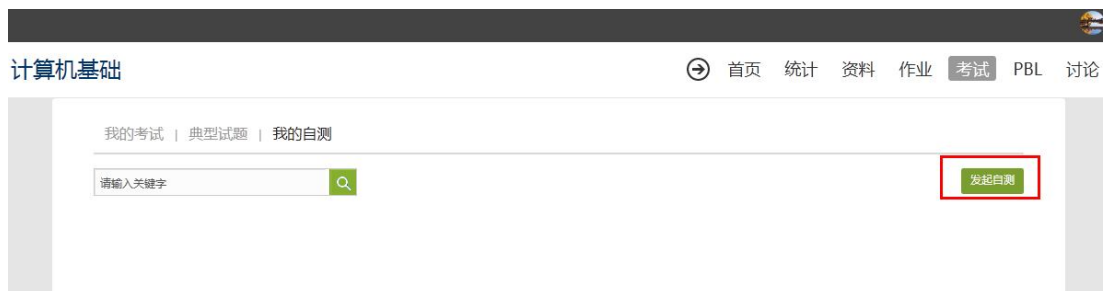 计算机基础 首页 统计 资料 作业 考试 PBL 讨论
我的考试 | 典型试题 | 我的自测
请输入关键字 发起自测